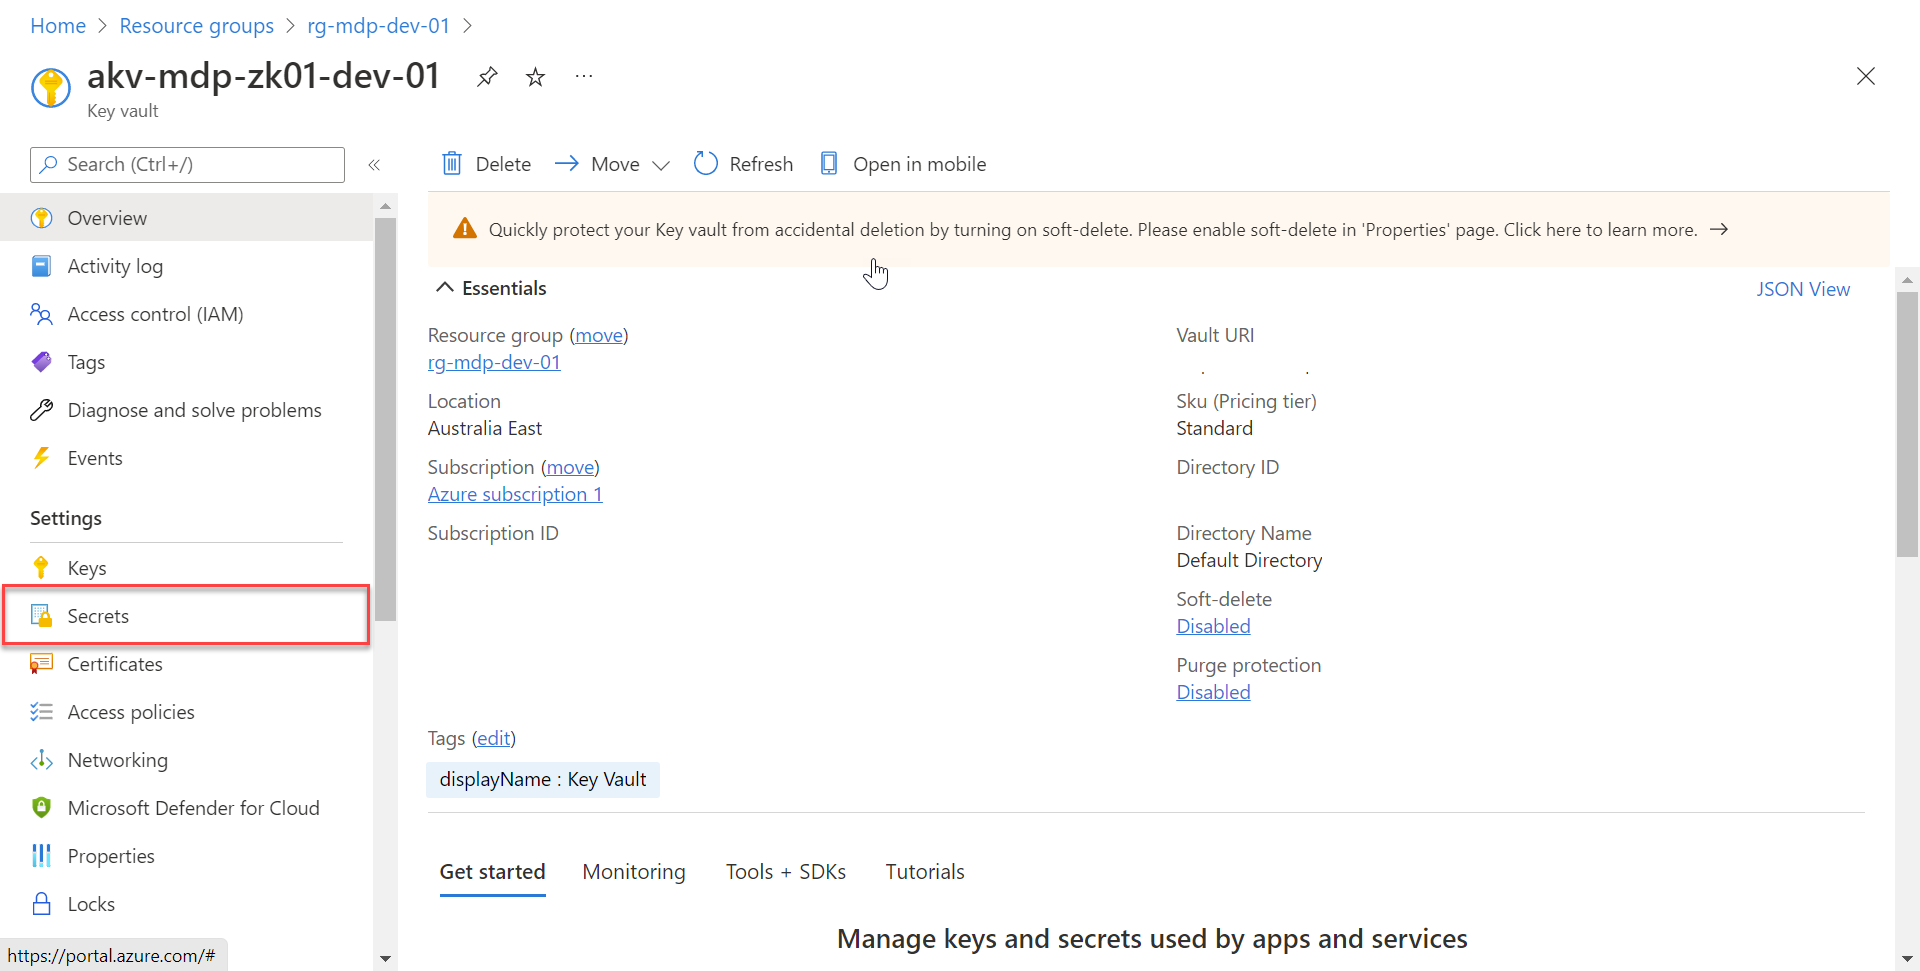 Home > Resource groups > rg-mdp-dev-01 >
akv-mdp-zk01-dev-01
Key vault
Search (Ctrl+/)
Delete
Move
Refresh
Open in mobile
Overview
Activity log
Access control (IAM)
Tags
Diagnose and solve problems
Events
Settings
Keys
Secrets
Certificates
Access policies
Networking
Microsoft Defender for Cloud
Properties
Locks
https://portal.azure.com/#
Quickly protect your Key vault from accidental deletion by turning on soft-delete. Please enable soft-delete in 'Properties' page. Click here to learn more.
Essentials
JSON View
Resource group (move)
rg-mdp-dev-01
Location
Australia East
Subscription (move)
Azure subscription 1
Subscription ID
Vault URI
Sku (Pricing tier)
Standard
Directory ID
Directory Name
Default Directory
Soft-delete
Disabled
Purge protection
Disabled
Tags (edit)
displayName : Key Vault
Get started
Monitoring
Tools + SDKs
Tutorials
Manage keys and secrets used by apps and services